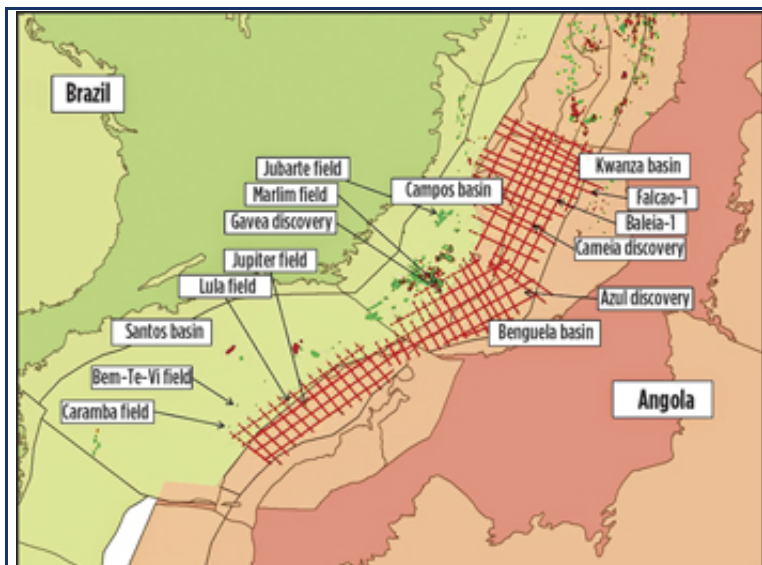 Brazil
Jubarte field
Marlim field
Gavea discovery
Campos basin
Kwanza basin
Falcao-1
Baleia-1
Cameia discovery
Jupiter field
Lula field
Azul discovery
Santos basin
Benguela basin
Bem-Te-Vi field
Caramba field
Angola